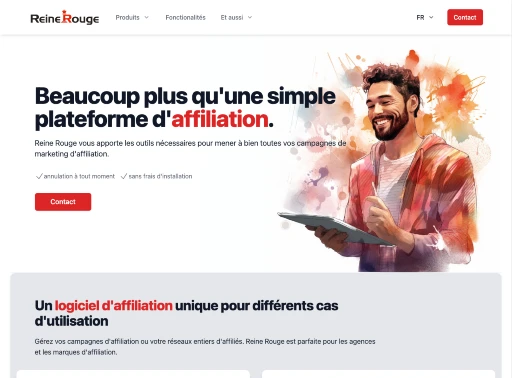 ReineRouge
Produits
Fonctionalités
Et aussi
FR
Contact
Beaucoup plus qu'une simple
plateforme d'affiliation.
Reine Rouge vous apporte les outils nécessaires pour mener à bien toutes vos campagnes de
marketing d'affiliation.
annulation à tout moment
sans frais d'installation
Contact
Un logiciel d'affiliation unique pour différents cas
d'utilisation
Gérez vos campagnes d'affiliation ou votre réseaux entiers d'affiliés. Reine Rouge est parfaite pour les agences
et les marques d'affiliation.